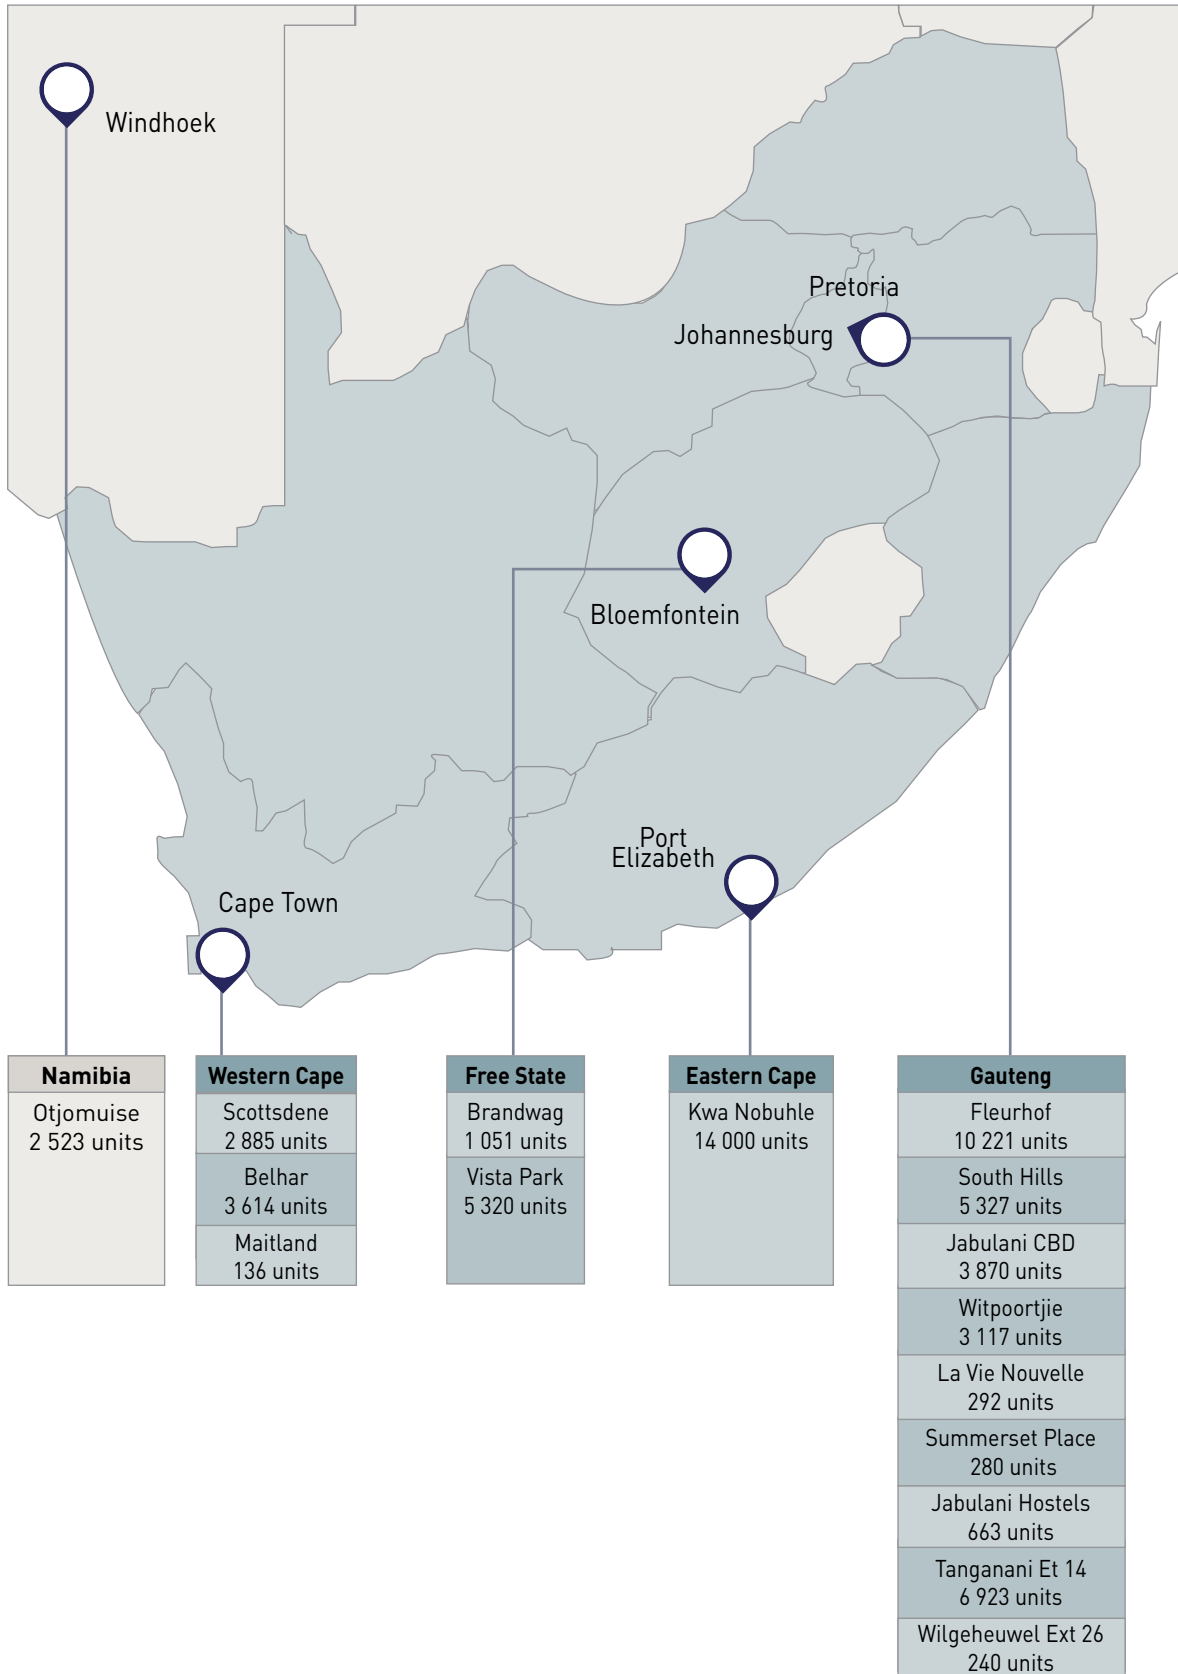 Windhoek
Pretoria
Johannesburg
Bloemfontein
Port
Elizabeth
Cape Town
Namibia
Otjomuise
2 523 units
Western Cape
Scottsdene
2 885 units
Belhar
3 614 units
Maitland
136 units
Free State
Brandwag
1 051 units
Vista Park
5 320 units
Eastern Cape
Kwa Nobuhle
14 000 units
Gauteng
Fleurhof
10 221 units
South Hills
5 327 units
Jabulani CBD
3 870 units
Witpoortjie
3 117 units
La Vie Nouvelle
292 units
Summerset Place
280 units
Jabulani Hostels
663 units
Tanganani Et 14
6 923 units
Wilgeheuwel Ext 26
240 units